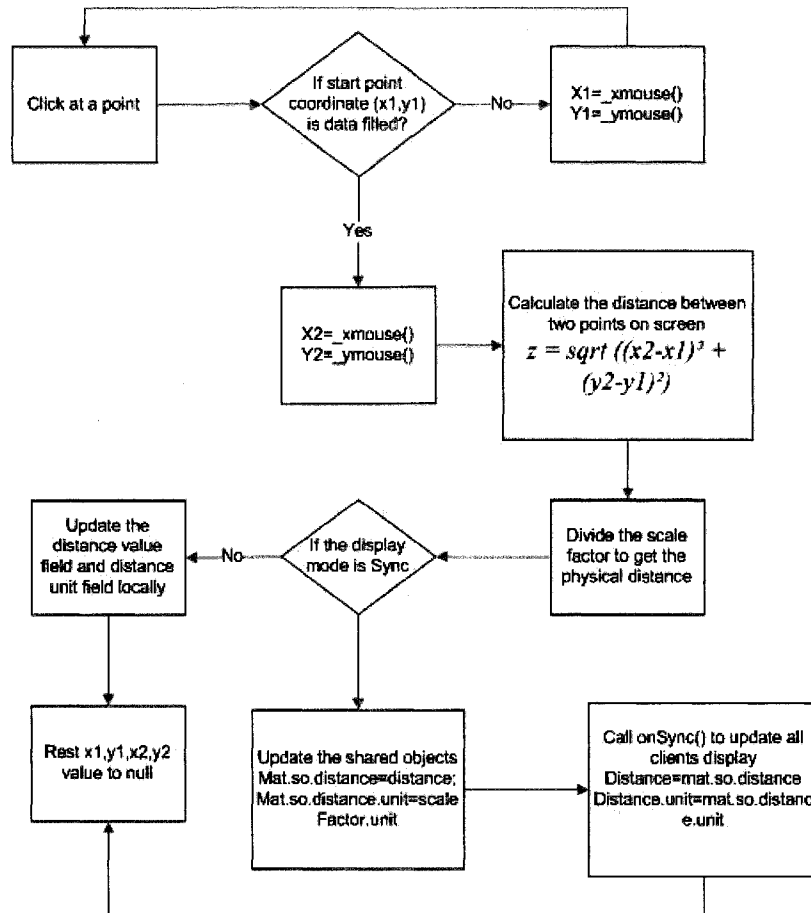 Click at a point
If start point
coordinate (x1,y1)
is data filled?
No
X1=_xmouse()
Y1=_ymouse()
Yes
X2=_xmouse()
Y2=_ymouse()
Calculate the distance between
two points on screen
z = sqrt ((x2-x1)² +
(y2-y1)²)
Update the
distance value
field and distance
unit field locally
No
If the display
mode is Sync
Divide the scale
factor to get the
physical distance
Rest x1,y1,x2,y2
value to null
Update the shared objects
Mat.so.distance=distance;
Mat.so.distance.unit=scale
Factor.unit
Call onSync() to update all
clients display
Distance=mat.so.distance
Distance.unit=mat.so.distanc
e.unit